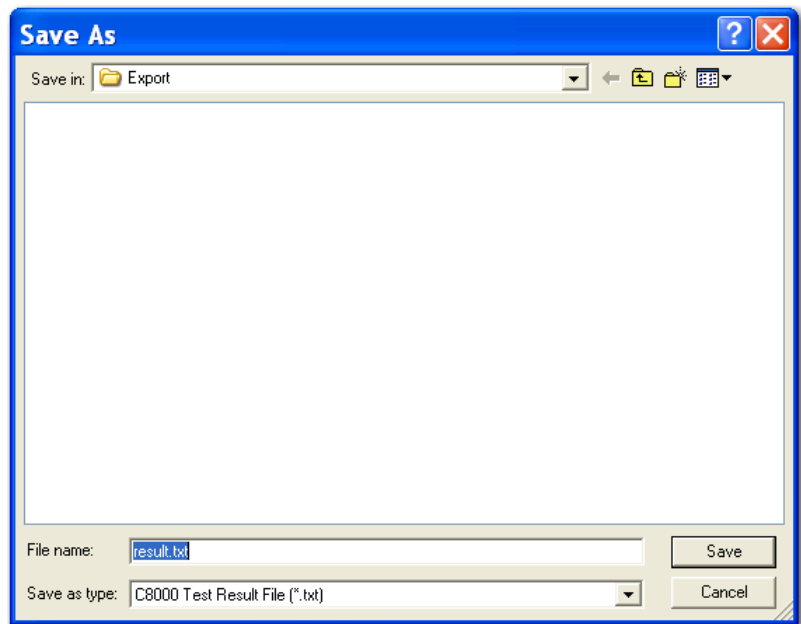 Save As
Save in: Export
File name: result.txt Save
Save as type: C8000 Test Result File (*.txt) Cancel